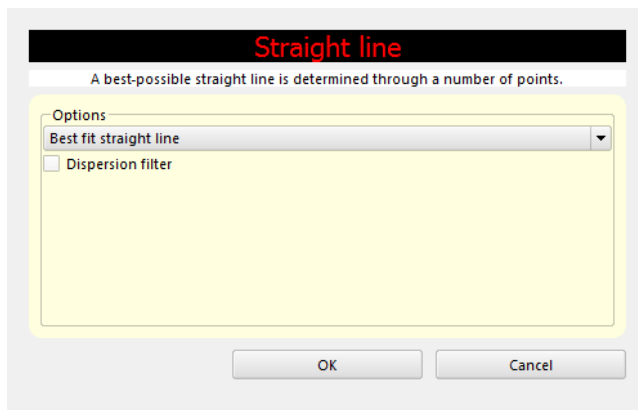 Straight line
A best-possible straight line is determined through a number of points.
Options
Best fit straight line
Dispersion filter
OK
Cancel